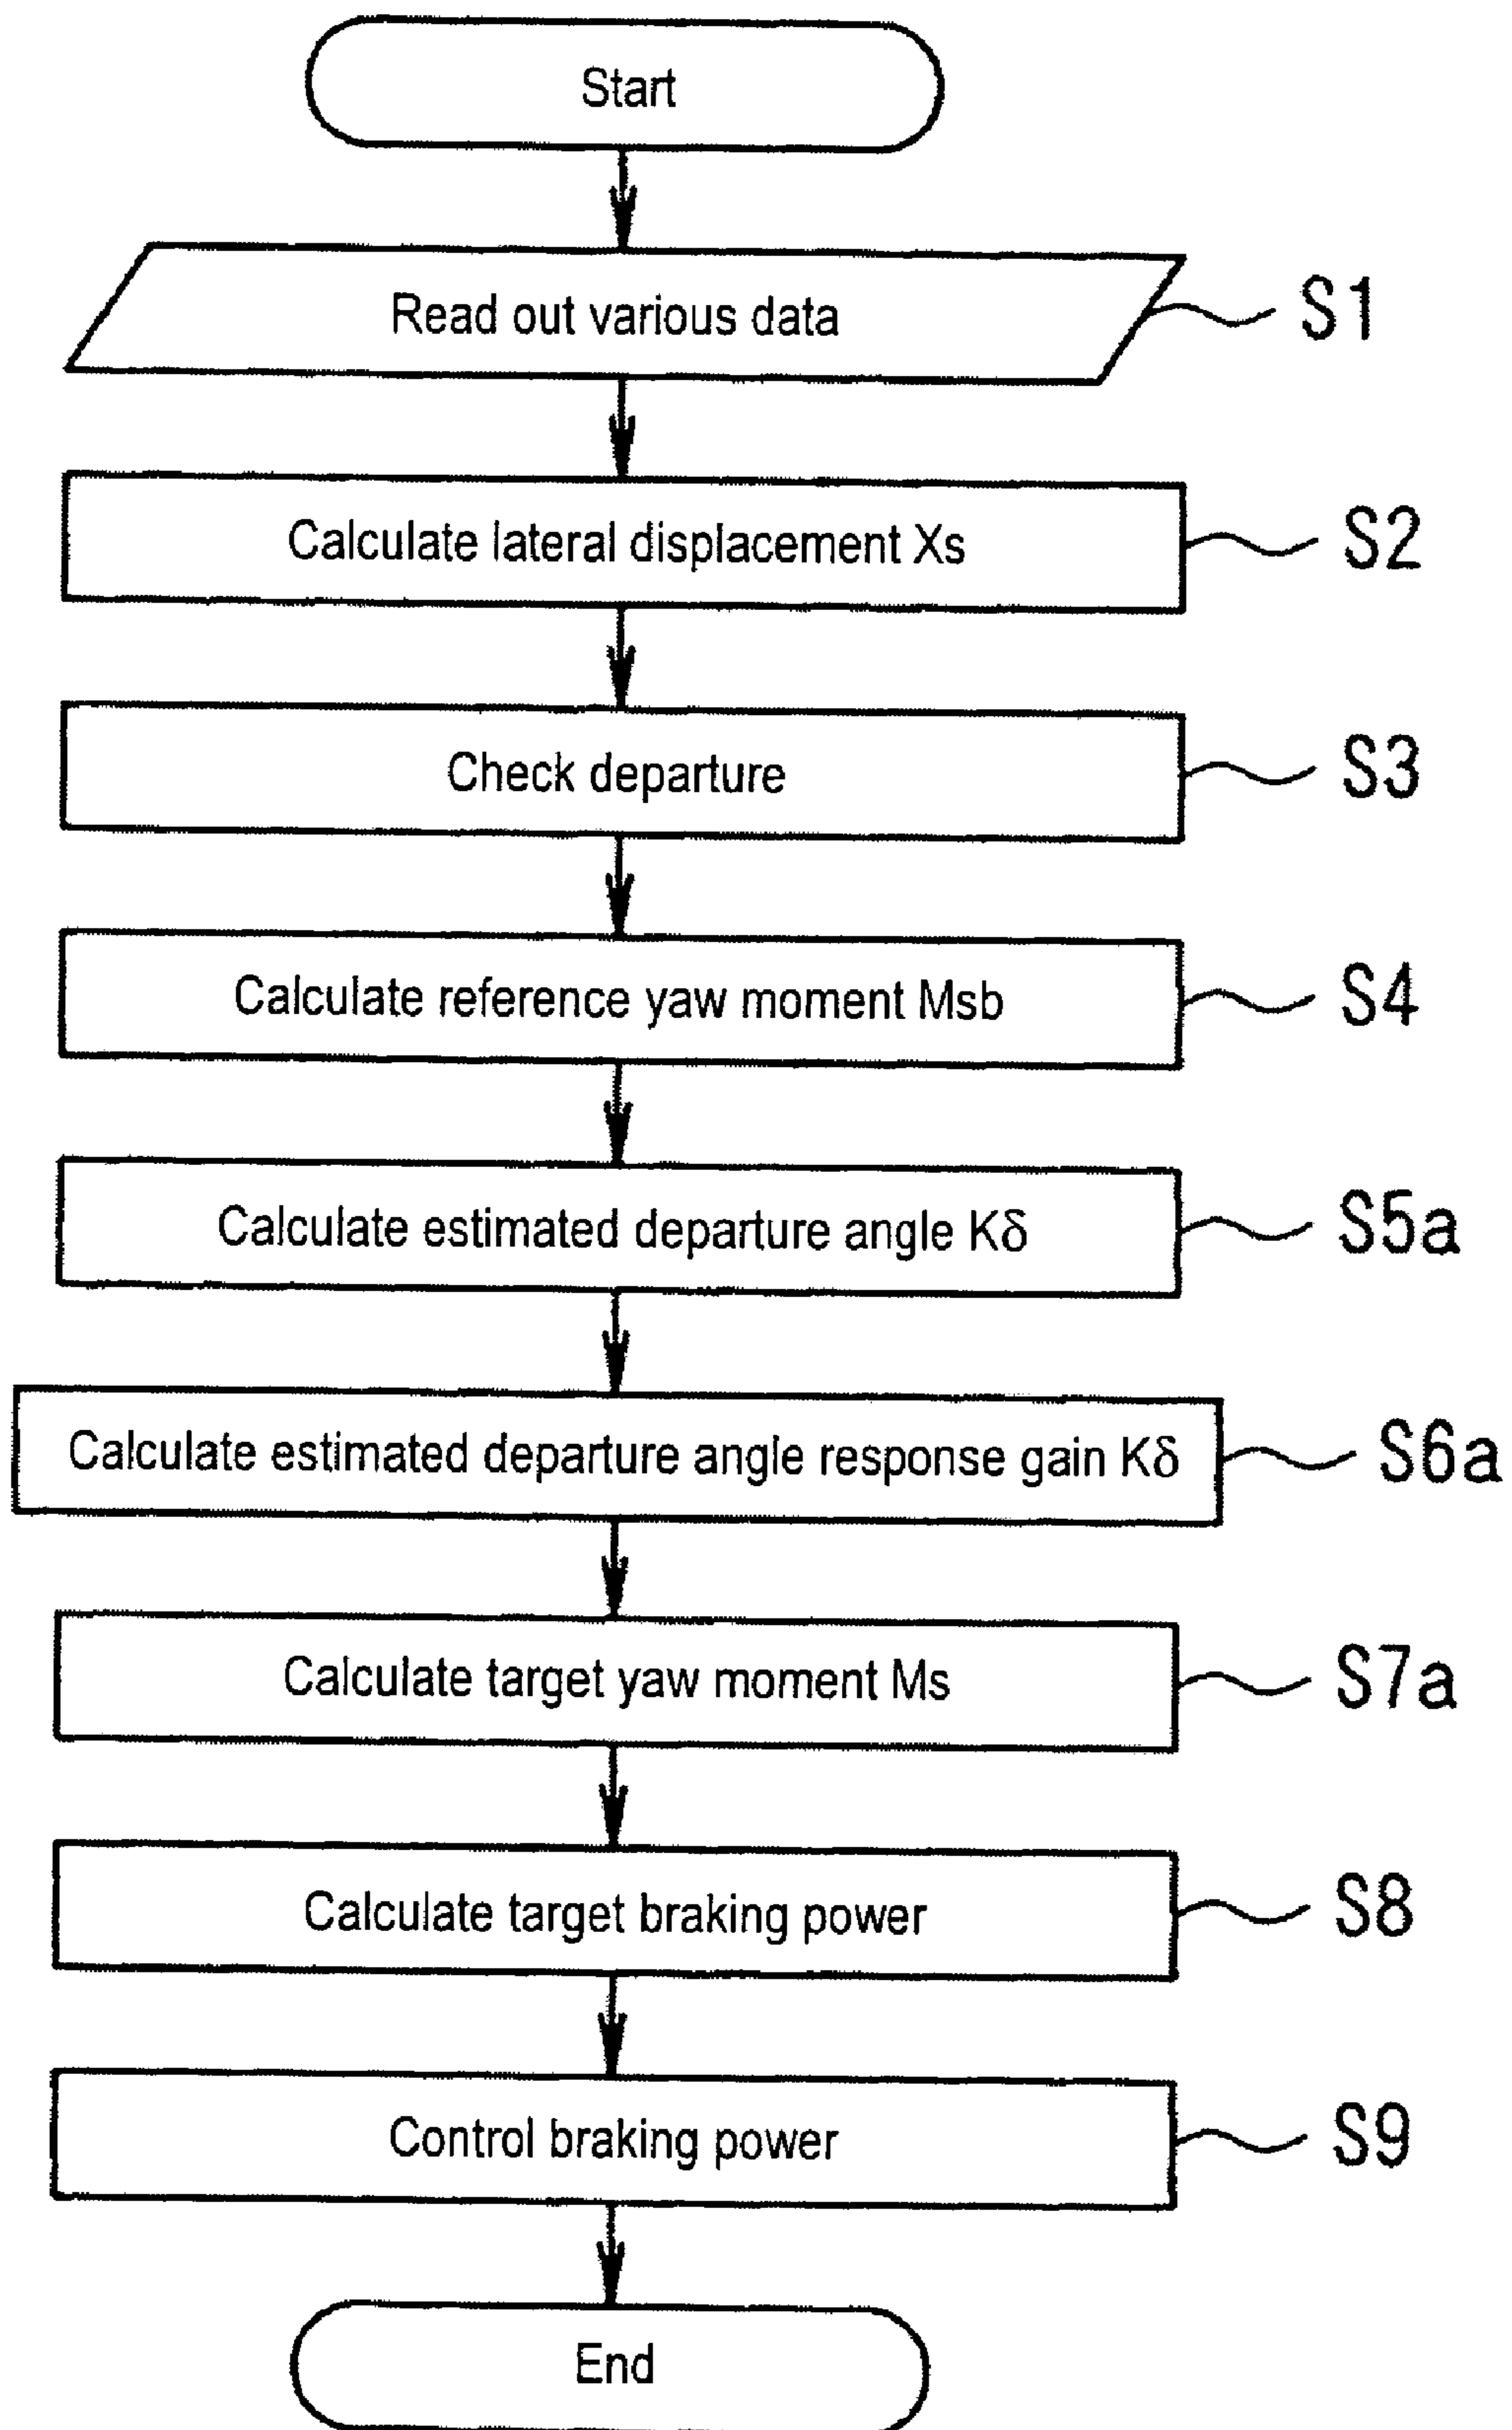 Start
Read out various data
S1
Calculate lateral displacement Xs
S2
Check departure
S3
Calculate reference yaw moment Msb
S4
Calculate estimated departure angle Kδ
S5a
Calculate estimated departure angle response gain Kδ
S6a
Calculate target yaw moment Ms
S7a
Calculate target braking power
S8
Control braking power
S9
End